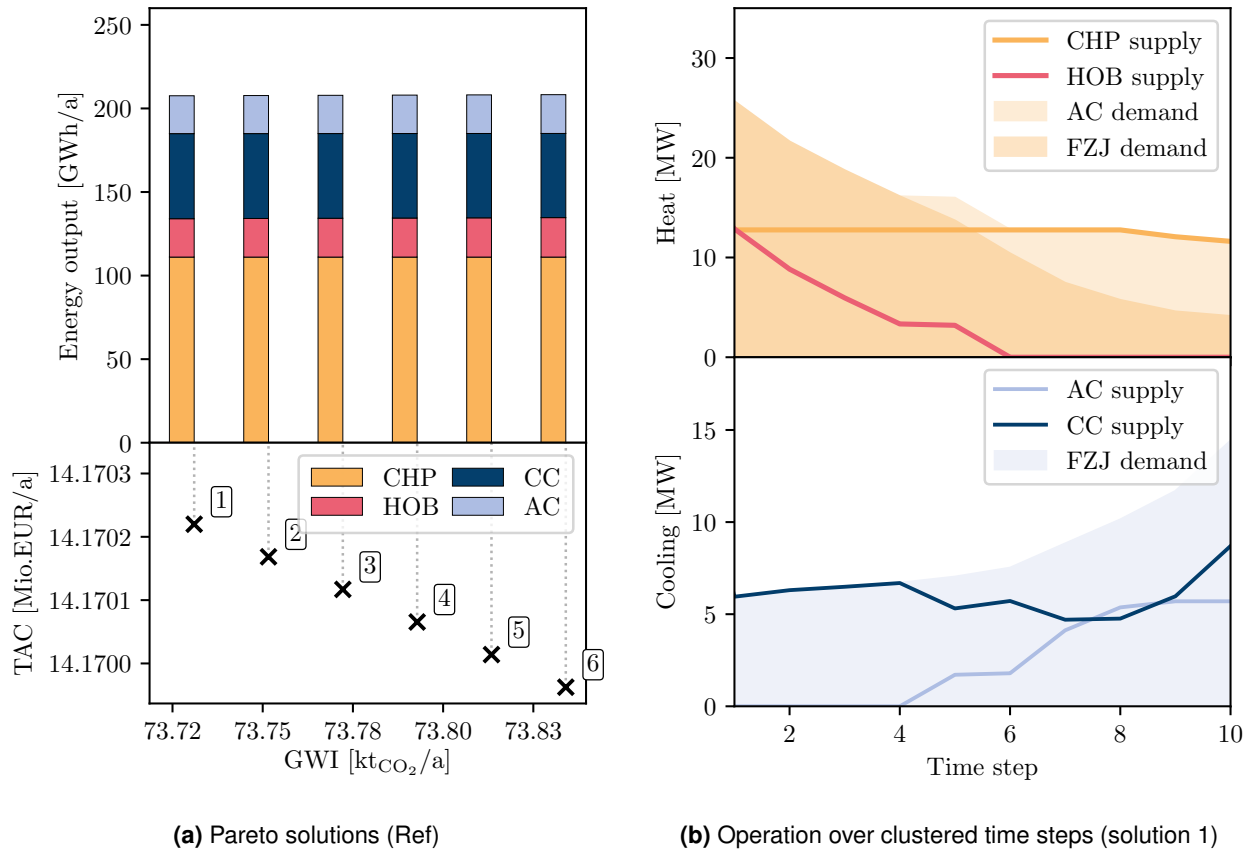 250
200
150
100
50
0
Energy output [GWh/a]
14.1703
14.1702
14.1701
14.1700
TAC [Mio.EUR/a]
CHP
HOB
CC
AC
1
2
3
4
5
6
73.72 73.75 73.78 73.80 73.83
GWI [kt_CO₂/a]
(a) Pareto solutions (Ref)
30
20
10
0
Heat [MW]
CHP supply
HOB supply
AC demand
FZJ demand
15
10
5
0
Cooling [MW]
AC supply
CC supply
FZJ demand
2 4 6 8 10
Time step
(b) Operation over clustered time steps (solution 1)